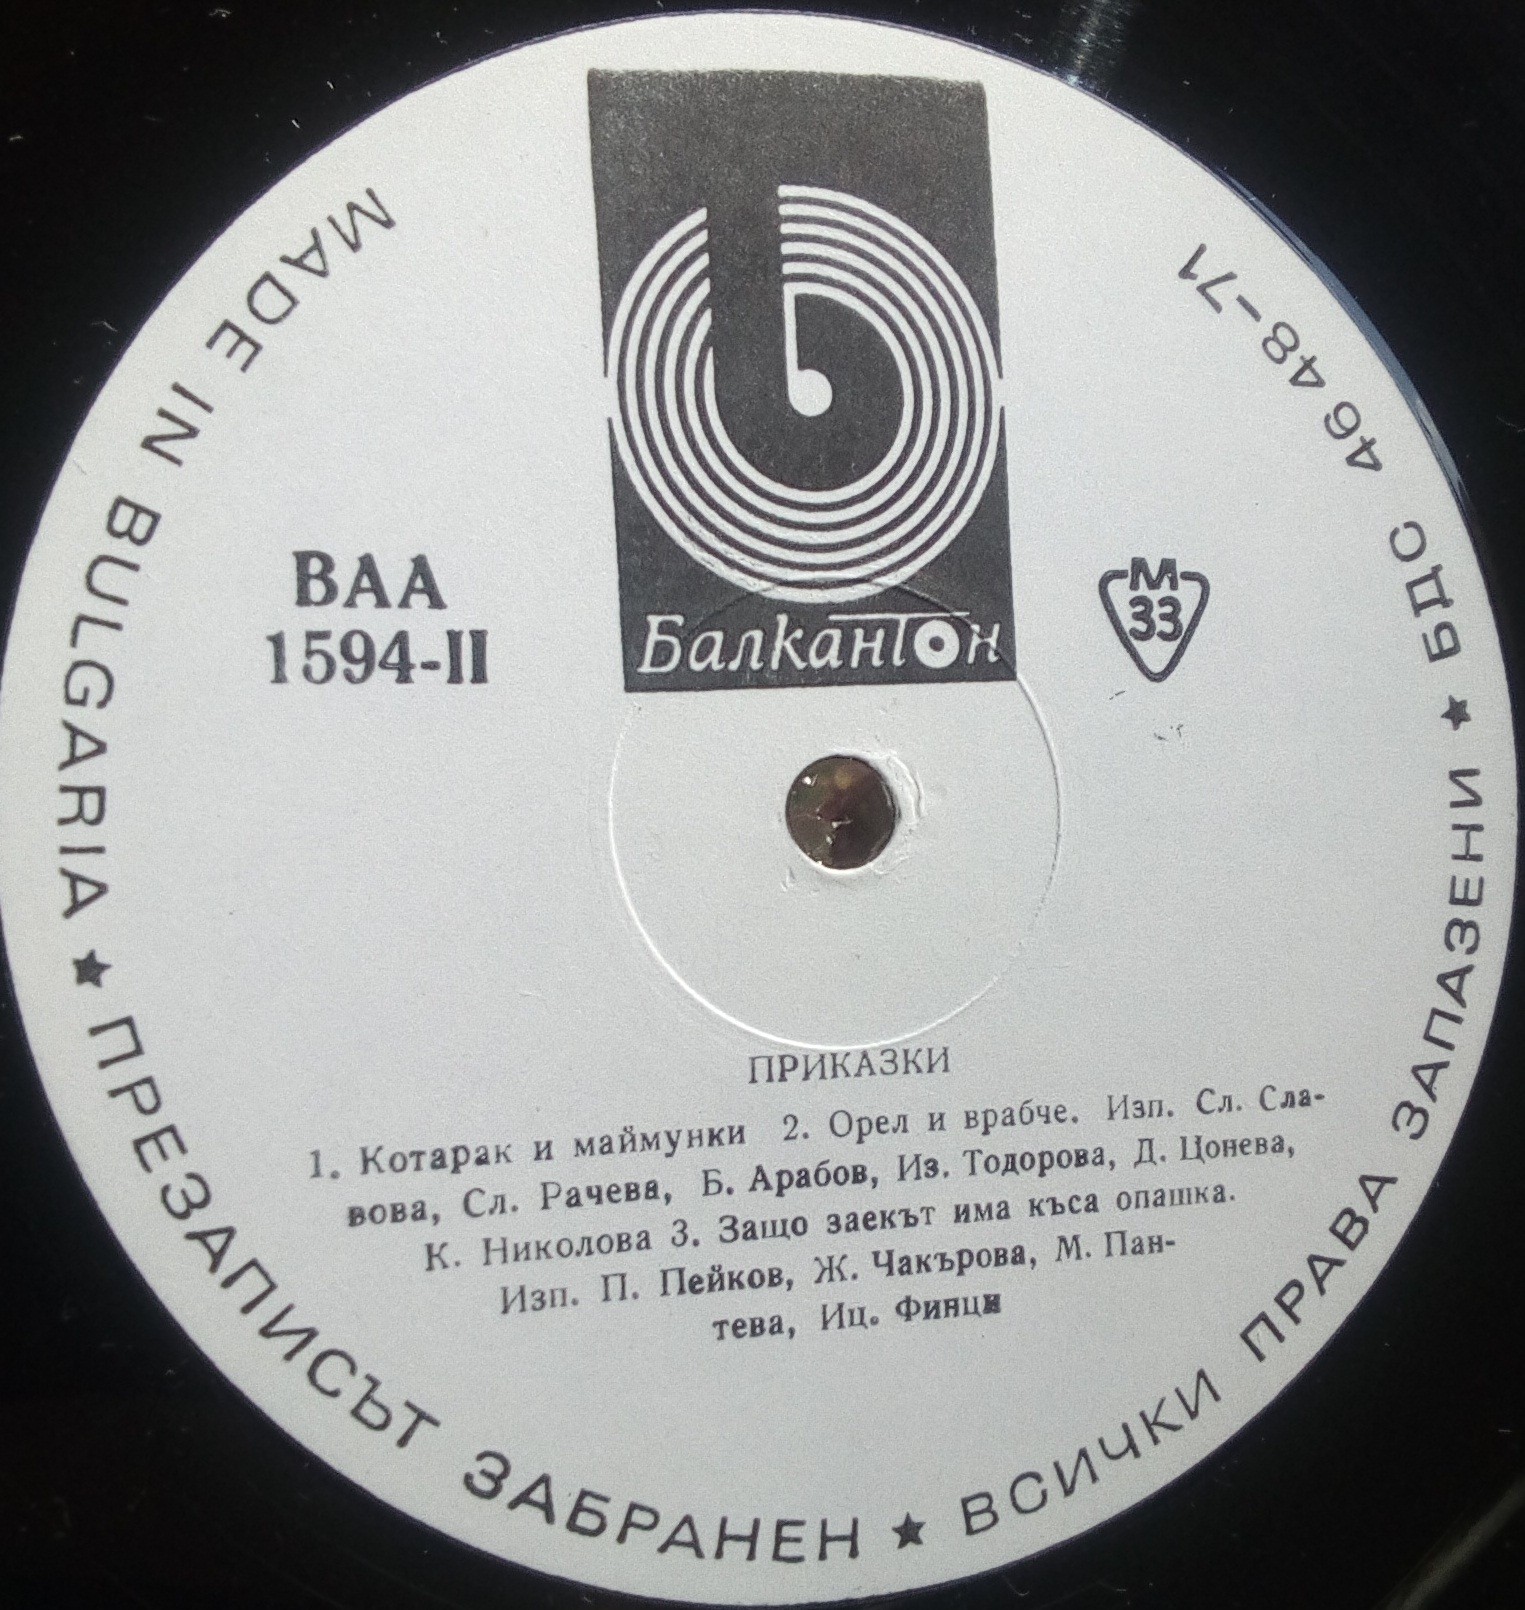 MADE IN BULGARIA ★ ПРЕЗАПИСЪТ ЗАБРАНЕН ★ ВСИЧКИ ПРАВА ЗАПАЗЕНИ ★ БДС 4648-71
Балкантон
ВАА
1594-II
М
33
ПРИКАЗКИ
1. Котарак и маймунки 2. Орел и врабче. Изп. Сл. Сла-
вова, Сл. Рачева, Б. Арабов, Из. Тодорова, Д. Цонева,
К. Николова 3. Защо заекът има къса опашка.
Изп. П. Пейков, Ж. Чакърова, М. Пан-
тева, Иц. Финци